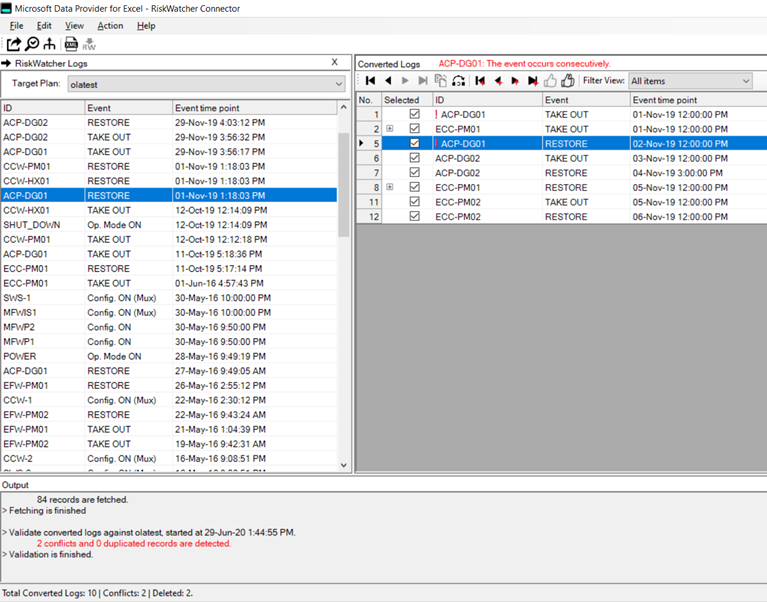 Microsoft Data Provider for Excel - RiskWatcher Connector
File Edit View Action Help
XML RW
RiskWatcher Logs X
Target Plan: olatest
ID Event Event time point
ACP-DG02 RESTORE 29-Nov-19 4:03:12 PM
ACP-DG02 TAKE OUT 29-Nov-19 3:56:32 PM
ACP-DG01 TAKE OUT 29-Nov-19 3:56:17 PM
CCW-PM01 RESTORE 01-Nov-19 1:18:03 PM
CCW-HX01 RESTORE 01-Nov-19 1:18:03 PM
ACP-DG01 RESTORE 01-Nov-19 1:18:03 PM
CCW-HX01 TAKE OUT 12-Oct-19 12:14:09 PM
SHUT_DOWN Op. Mode ON 12-Oct-19 12:14:09 PM
CCW-PM01 TAKE OUT 12-Oct-19 12:12:18 PM
ACP-DG01 TAKE OUT 11-Oct-19 5:18:36 PM
ECC-PM01 RESTORE 11-Oct-19 5:17:14 PM
ECC-PM01 TAKE OUT 01-Jun-16 4:57:43 PM
SWS-1 Config. ON (Mux) 30-May-16 10:00:00 PM
MFWIS1 Config. ON (Mux) 30-May-16 10:00:00 PM
MFWP2 Config. ON 30-May-16 9:50:00 PM
MFWP1 Config. ON 30-May-16 9:50:00 PM
POWER Op. Mode ON 28-May-16 9:49:19 PM
ACP-DG01 RESTORE 27-May-16 9:49:05 AM
EFW-PM01 RESTORE 26-May-16 2:55:12 PM
CCW-1 Config. ON (Mux) 22-May-16 2:30:12 PM
EFW-PM02 RESTORE 22-May-16 9:43:24 AM
EFW-PM01 TAKE OUT 21-May-16 1:04:39 PM
EFW-PM02 TAKE OUT 19-May-16 9:42:31 AM
CCW-2 Config. ON (Mux) 16-May-16 9:08:51 PM
Converted Logs ACP-DG01: The event occurs consecutively.
Filter View: All items
No. Selected ID Event Event time point
1 ! ACP-DG01 TAKE OUT 01-Nov-19 12:00:00 PM
2 ECC-PM01 TAKE OUT 01-Nov-19 12:00:00 PM
5 ! ACP-DG01 RESTORE 02-Nov-19 12:00:00 PM
6 ACP-DG02 TAKE OUT 03-Nov-19 12:00:00 PM
7 ACP-DG02 RESTORE 04-Nov-19 3:00:00 PM
8 ECC-PM01 RESTORE 05-Nov-19 12:00:00 PM
11 ECC-PM02 TAKE OUT 05-Nov-19 12:00:00 PM
12 ECC-PM02 RESTORE 06-Nov-19 12:00:00 PM
Output
84 records are fetched.
> Fetching is finished
> Validate converted logs against olatest, started at 29-Jun-20 1:44:55 PM.
2 conflicts and 0 duplicated records are detected.
> Validation is finished.
Total Converted Logs: 10 | Conflicts: 2 | Deleted: 2.